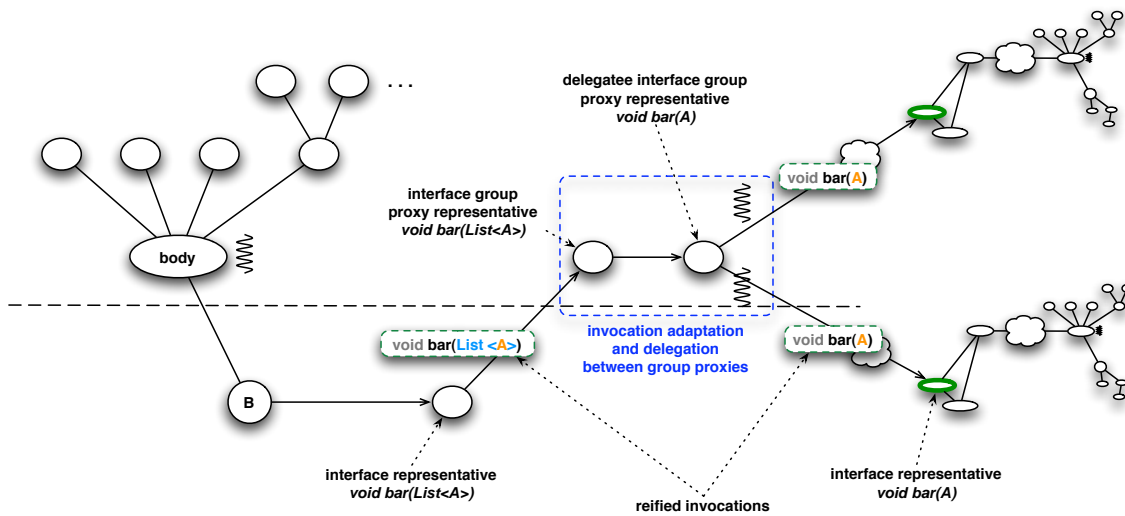 . . .
delegatee interface group
proxy representative
void bar(A)
void bar(A)
interface group
proxy representative
void bar(List<A>)
body
invocation adaptation
and delegation
between group proxies
void bar(List <A>)
void bar(A)
B
interface representative
void bar(List<A>)
reified invocations
interface representative
void bar(A)